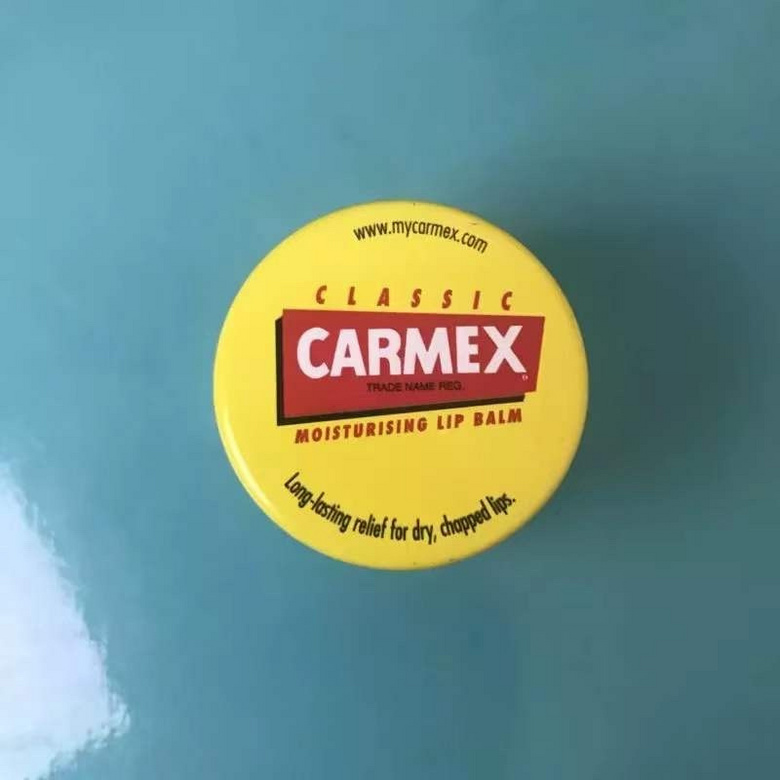 www.mycarmex.com
CLASSIC
CARMEX
TRADE NAME REG.
MOISTURISING LIP BALM
Long-lasting relief for dry, chapped lips.